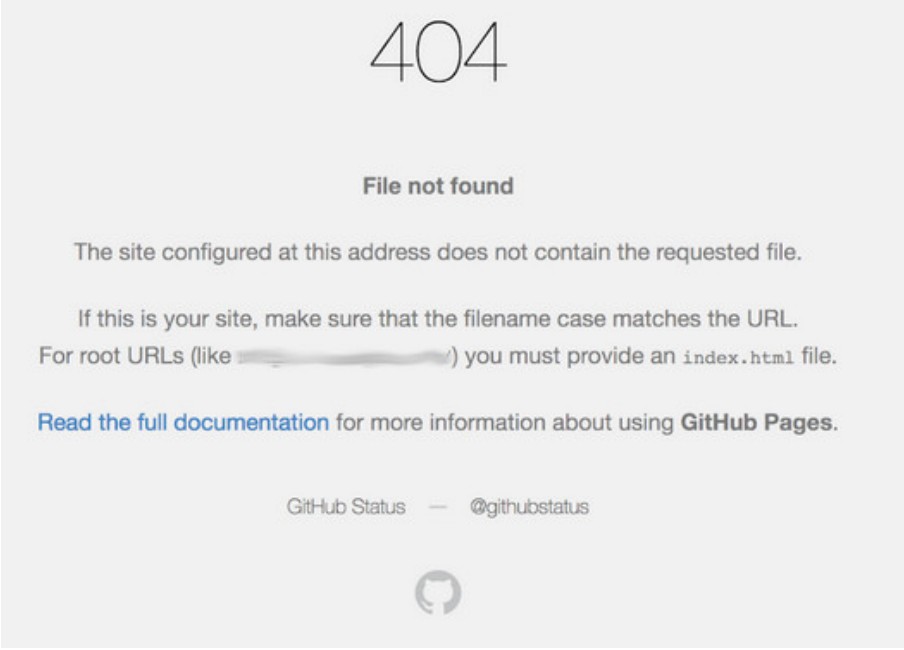 404
File not found
The site configured at this address does not contain the requested file.
If this is your site, make sure that the filename case matches the URL.
For root URLs (like /) you must provide an index.html file.
Read the full documentation for more information about using GitHub Pages.
GitHub Status — @githubstatus